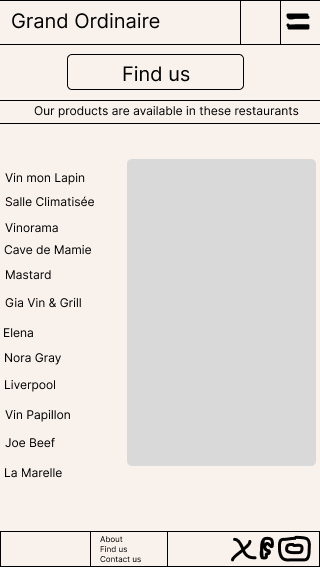 Grand Ordinaire
Find us
Our products are available in these restaurants
Vin mon Lapin
Salle Climatisée
Vinorama
Cave de Mamie
Mastard
Gia Vin & Grill
Elena
Nora Gray
Liverpool
Vin Papillon
Joe Beef
La Marelle
About
Find us
Contact us